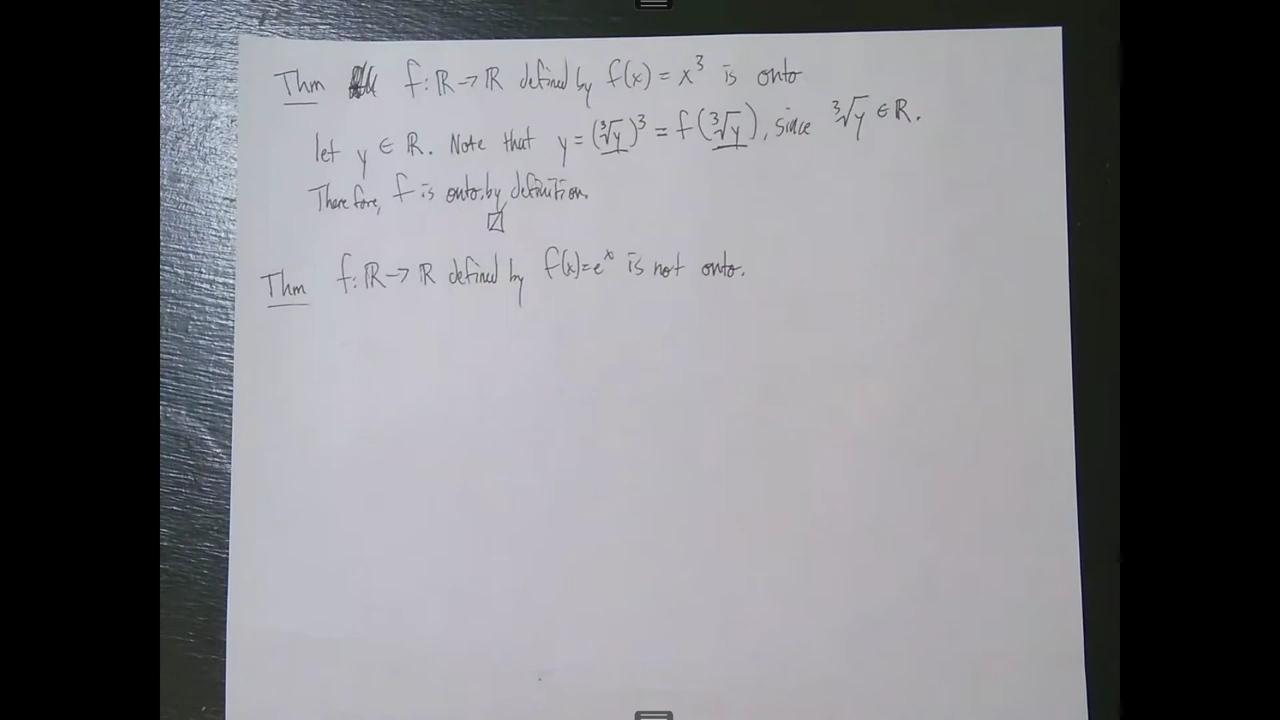 Thm f: ℝ → ℝ defined by f(x) = x³ is onto
let y ∈ ℝ. Note that y = (∛y)³ = f(∛y), since ∛y ∈ ℝ.
Therefore, f is onto by definition.
Thm f: ℝ → ℝ defined by f(x) = eˣ is not onto.